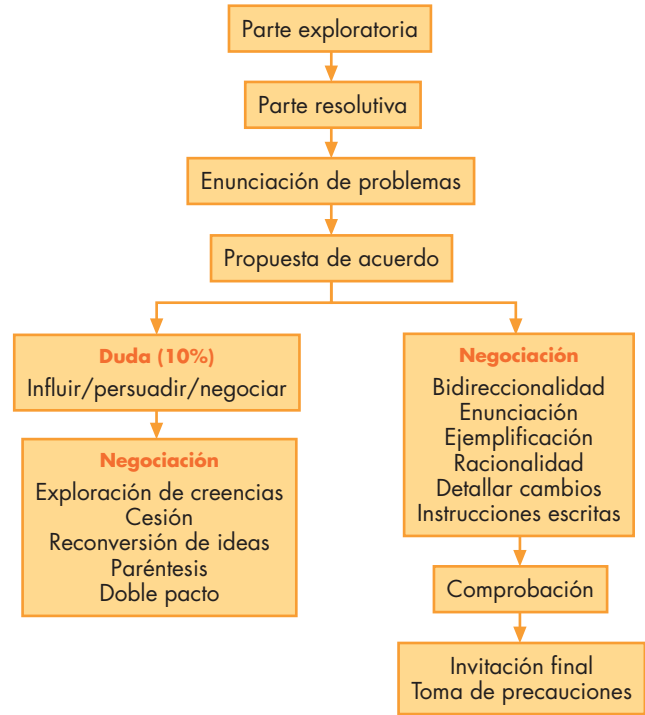 Parte exploratoria
Parte resolutiva
Enunciación de problemas
Propuesta de acuerdo
Duda (10%)
Influir/persuadir/negociar
Negociación
Exploración de creencias
Cesión
Reconversión de ideas
Paréntesis
Doble pacto
Negociación
Bidireccionalidad
Enunciación
Ejemplificación
Racionalidad
Detallar cambios
Instrucciones escritas
Comprobación
Invitación final
Toma de precauciones